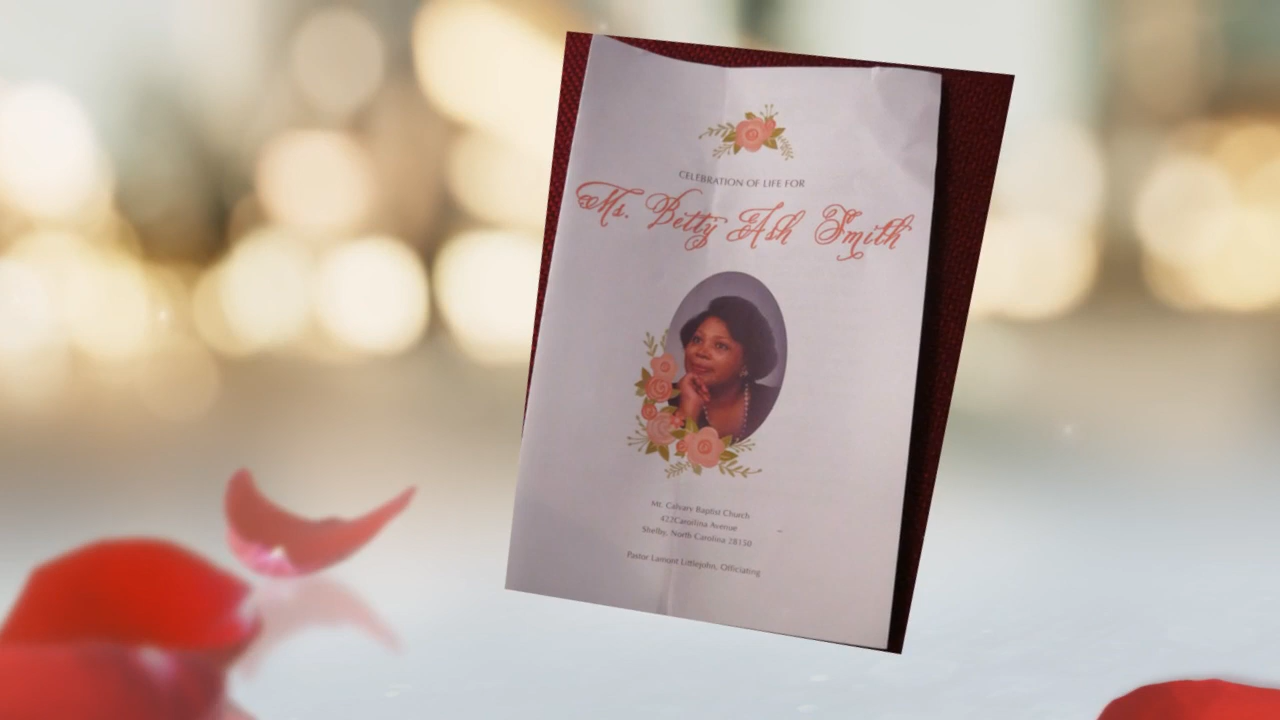 CELEBRATION OF LIFE FOR
Ms. Betty Ash Smith
Mt. Calvary Baptist Church
422Caroilina Avenue
Shelby, North Carolina 28150
Pastor Lamont Littlejohn, Officiating